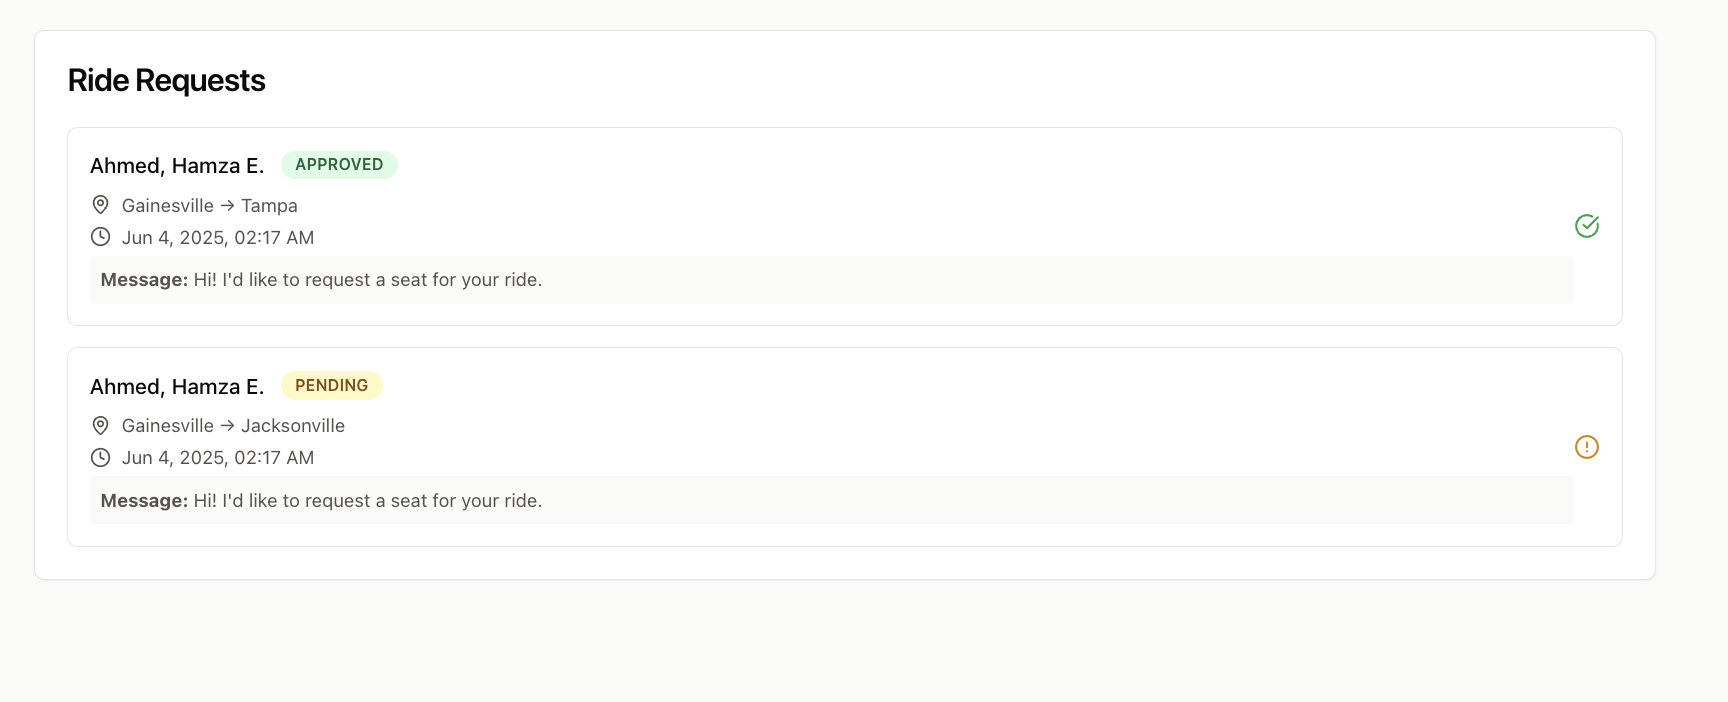 Ride Requests
Ahmed, Hamza E. APPROVED
Gainesville → Tampa
Jun 4, 2025, 02:17 AM
Message: Hi! I'd like to request a seat for your ride.
Ahmed, Hamza E. PENDING
Gainesville → Jacksonville
Jun 4, 2025, 02:17 AM
Message: Hi! I'd like to request a seat for your ride.